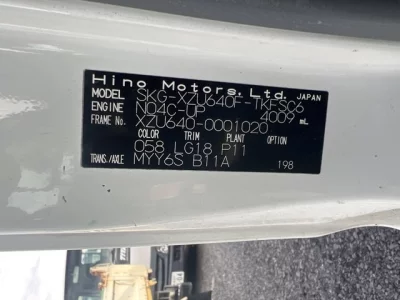 Hino Motors, Ltd. JAPAN
MODEL SKG-XZU640F-TKFSC6
ENGINE N04C-UP 4009 mL
FRAME No. XZU640-0001020
COLOR TRIM PLANT OPTION
058 LG18 P11
TRANS./AXLE MYY6S B11A 198